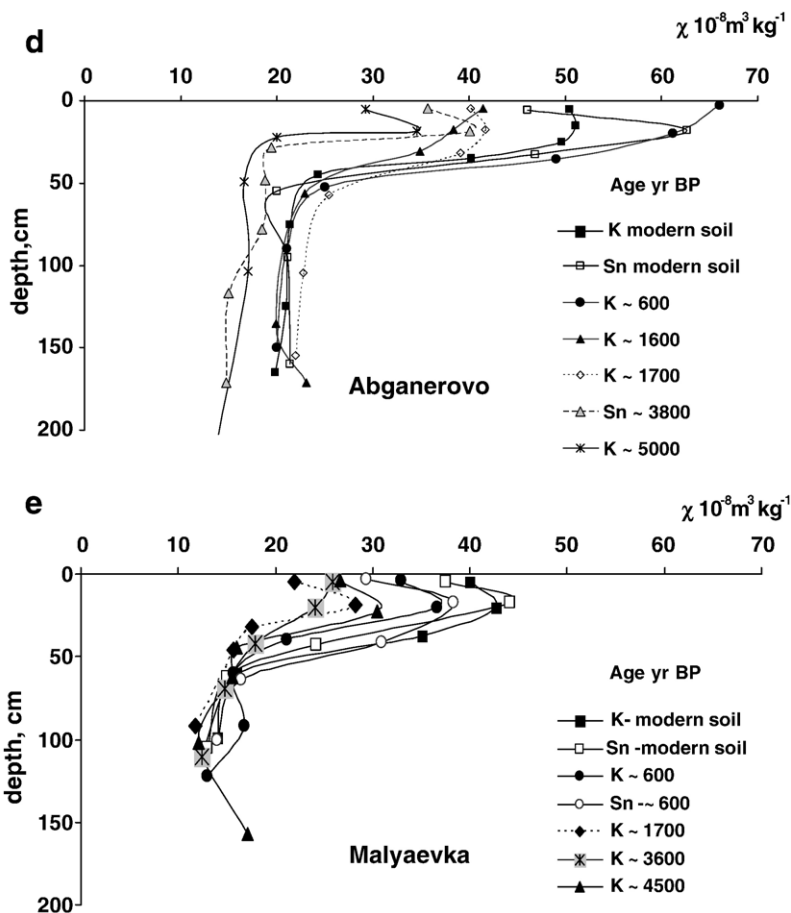 d
χ 10⁻⁸m³ kg⁻¹
0 10 20 30 40 50 60 70
0
50
100
150
200
depth,cm
Age yr BP
K modern soil
Sn modern soil
K ~ 600
K ~ 1600
K ~ 1700
Sn ~ 3800
K ~ 5000
Abganerovo
e
χ 10⁻⁸m³ kg⁻¹
0 10 20 30 40 50 60 70
0
50
100
150
200
depth, cm
Age yr BP
K- modern soil
Sn -modern soil
K ~ 600
Sn -~ 600
K ~ 1700
K ~ 3600
K ~ 4500
Malyaevka